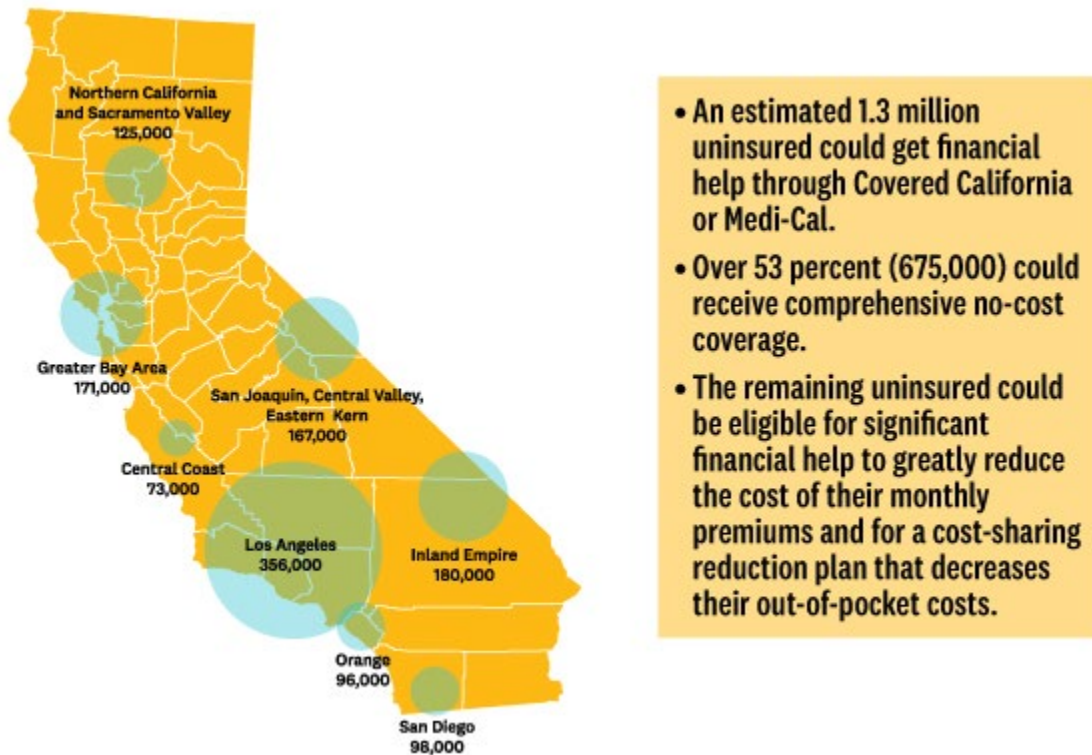 Northern California
and Sacramento Valley
125,000
Greater Bay Area
171,000
San Joaquin, Central Valley,
Eastern Kern
167,000
Central Coast
73,000
Los Angeles
356,000
Inland Empire
180,000
Orange
96,000
San Diego
98,000
• An estimated 1.3 million
uninsured could get financial
help through Covered California
or Medi-Cal.
• Over 53 percent (675,000) could
receive comprehensive no-cost
coverage.
• The remaining uninsured could
be eligible for significant
financial help to greatly reduce
the cost of their monthly
premiums and for a cost-sharing
reduction plan that decreases
their out-of-pocket costs.